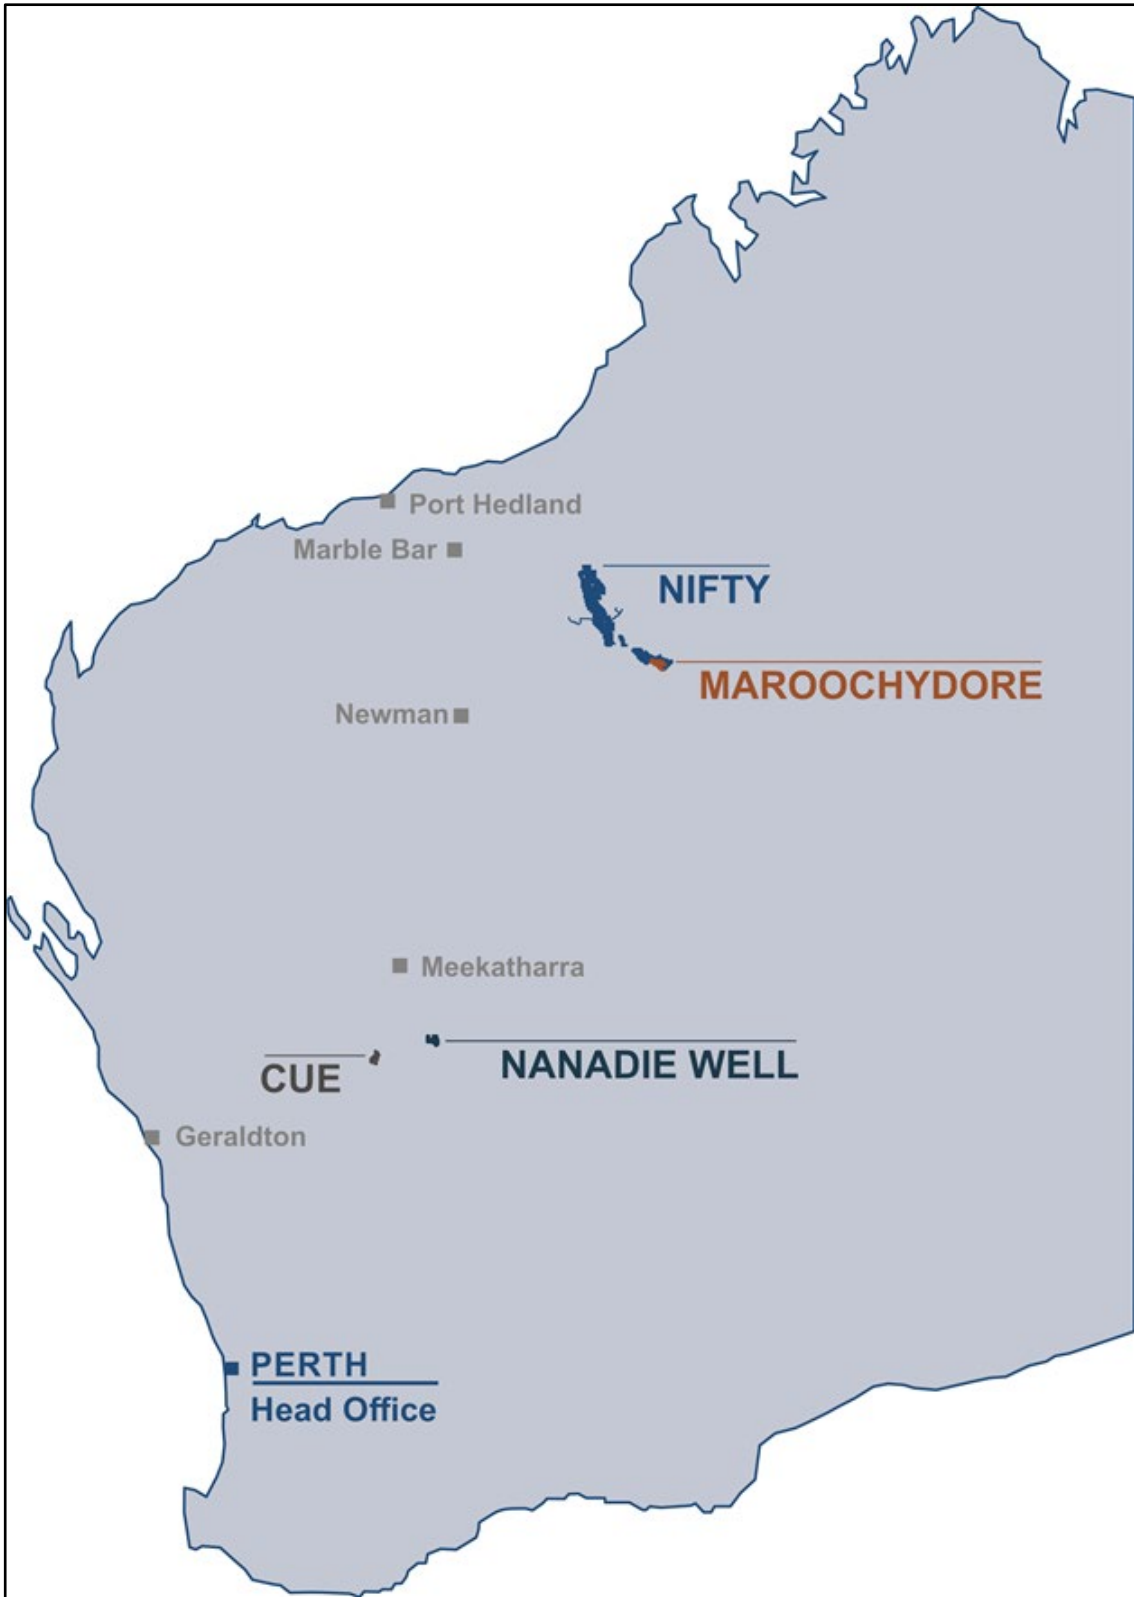 Port Hedland
Marble Bar
NIFTY
MAROOCHYDORE
Newman
Meekatharra
NANADIE WELL
CUE
Geraldton
PERTH
Head Office